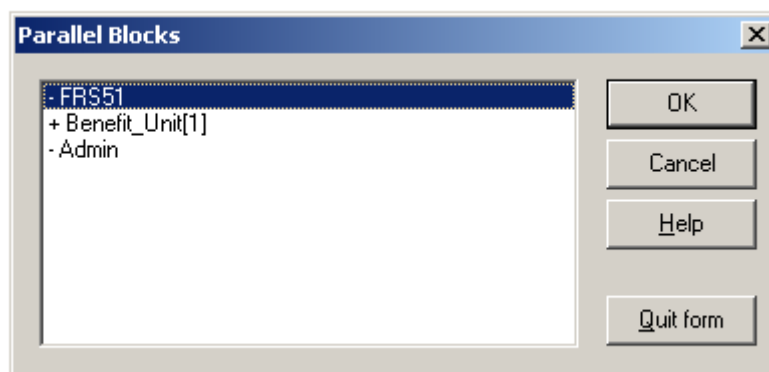 Parallel Blocks
- FRS51
+ Benefit_Unit[1]
- Admin
OK
Cancel
Help
Quit form